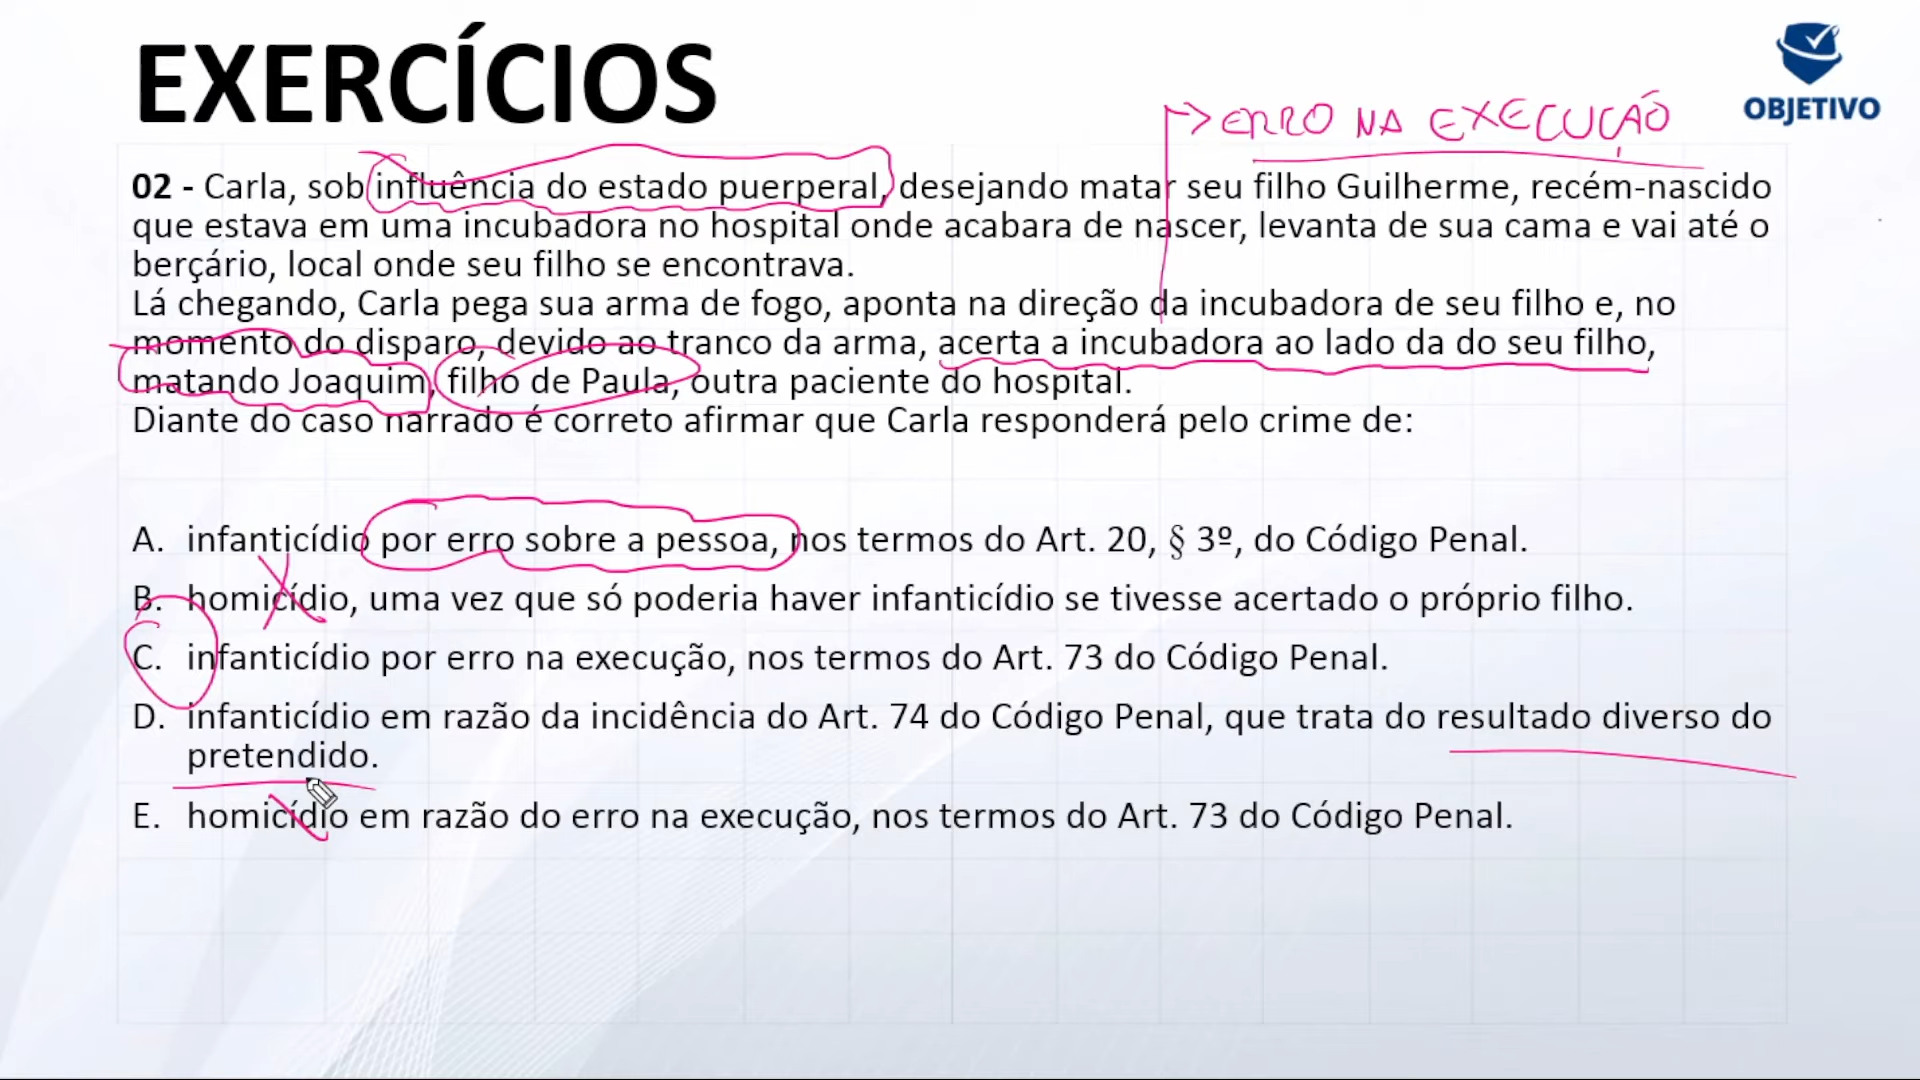 EXERCÍCIOS
OBJETIVO
ERRO NA EXECUÇÃO
02 - Carla, sob influência do estado puerperal, desejando matar seu filho Guilherme, recém-nascido
que estava em uma incubadora no hospital onde acabara de nascer, levanta de sua cama e vai até o
berçário, local onde seu filho se encontrava.
Lá chegando, Carla pega sua arma de fogo, aponta na direção da incubadora de seu filho e, no
momento do disparo, devido ao tranco da arma, acerta a incubadora ao lado da do seu filho,
matando Joaquim, filho de Paula, outra paciente do hospital.
Diante do caso narrado é correto afirmar que Carla responderá pelo crime de:
A. infanticídio por erro sobre a pessoa, nos termos do Art. 20, § 3º, do Código Penal.
B. homicídio, uma vez que só poderia haver infanticídio se tivesse acertado o próprio filho.
C. infanticídio por erro na execução, nos termos do Art. 73 do Código Penal.
D. infanticídio em razão da incidência do Art. 74 do Código Penal, que trata do resultado diverso do
pretendido.
E. homicídio em razão do erro na execução, nos termos do Art. 73 do Código Penal.